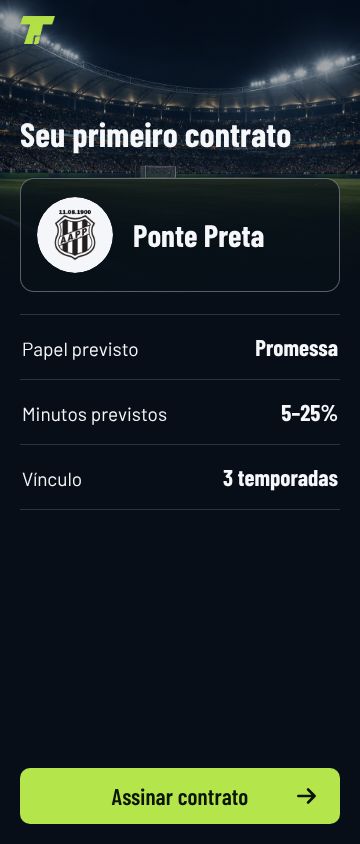 Seu primeiro contrato
11.08.1900
AAPP
Ponte Preta
Papel previsto
Promessa
Minutos previstos
5–25%
Vínculo
3 temporadas
Assinar contrato